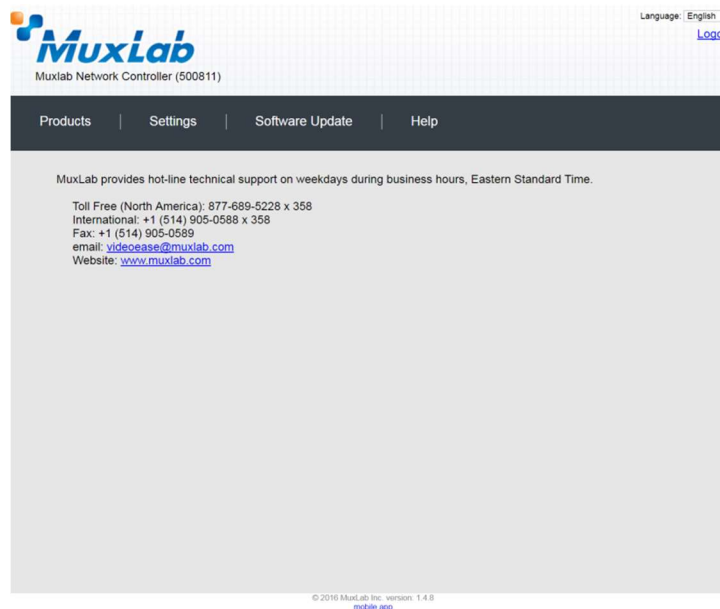 Language: English
MuxLab
Muxlab Network Controller (500811)
Products | Settings | Software Update | Help
MuxLab provides hot-line technical support on weekdays during business hours, Eastern Standard Time.
Toll Free (North America): 877-689-5228 x 358
International: +1 (514) 905-0588 x 358
Fax: +1 (514) 905-0589
email: videoease@muxlab.com
Website: www.muxlab.com
© 2016 MuxLab Inc. version: 1.4.8
mobile app